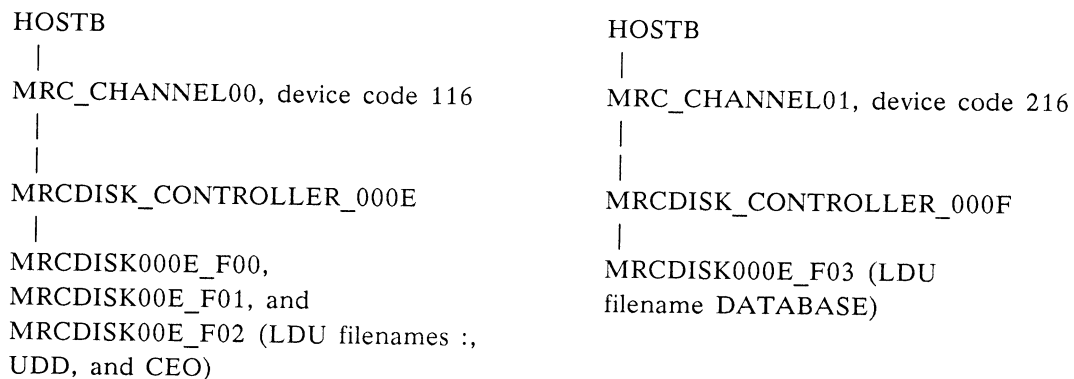 HOSTB
MRC_CHANNEL00, device code 116
MRCDISK_CONTROLLER_000E
MRCDISK000E_F00,
MRCDISK00E_F01, and
MRCDISK00E_F02 (LDU filenames :,
UDD, and CEO)
HOSTB
MRC_CHANNEL01, device code 216
MRCDISK_CONTROLLER_000F
MRCDISK000E_F03 (LDU
filename DATABASE)